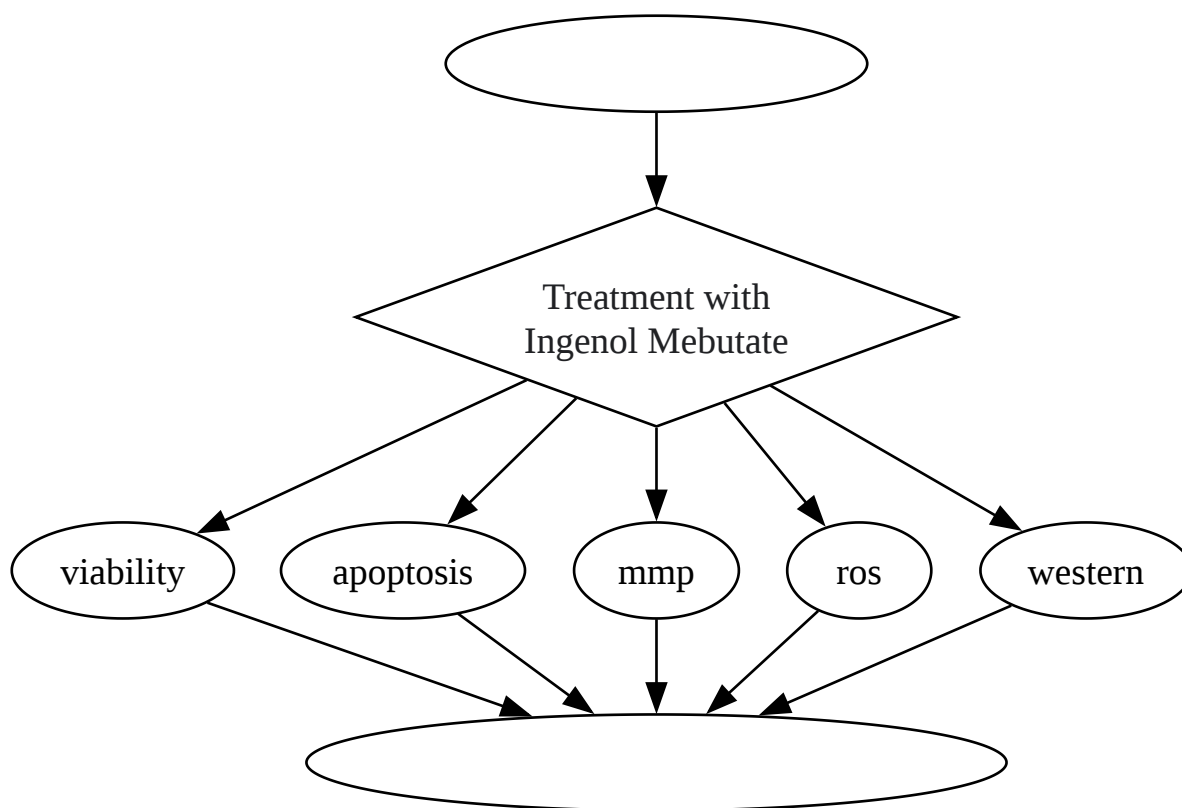 Treatment with
Ingenol Mebutate
viability
apoptosis
mmp
ros
western